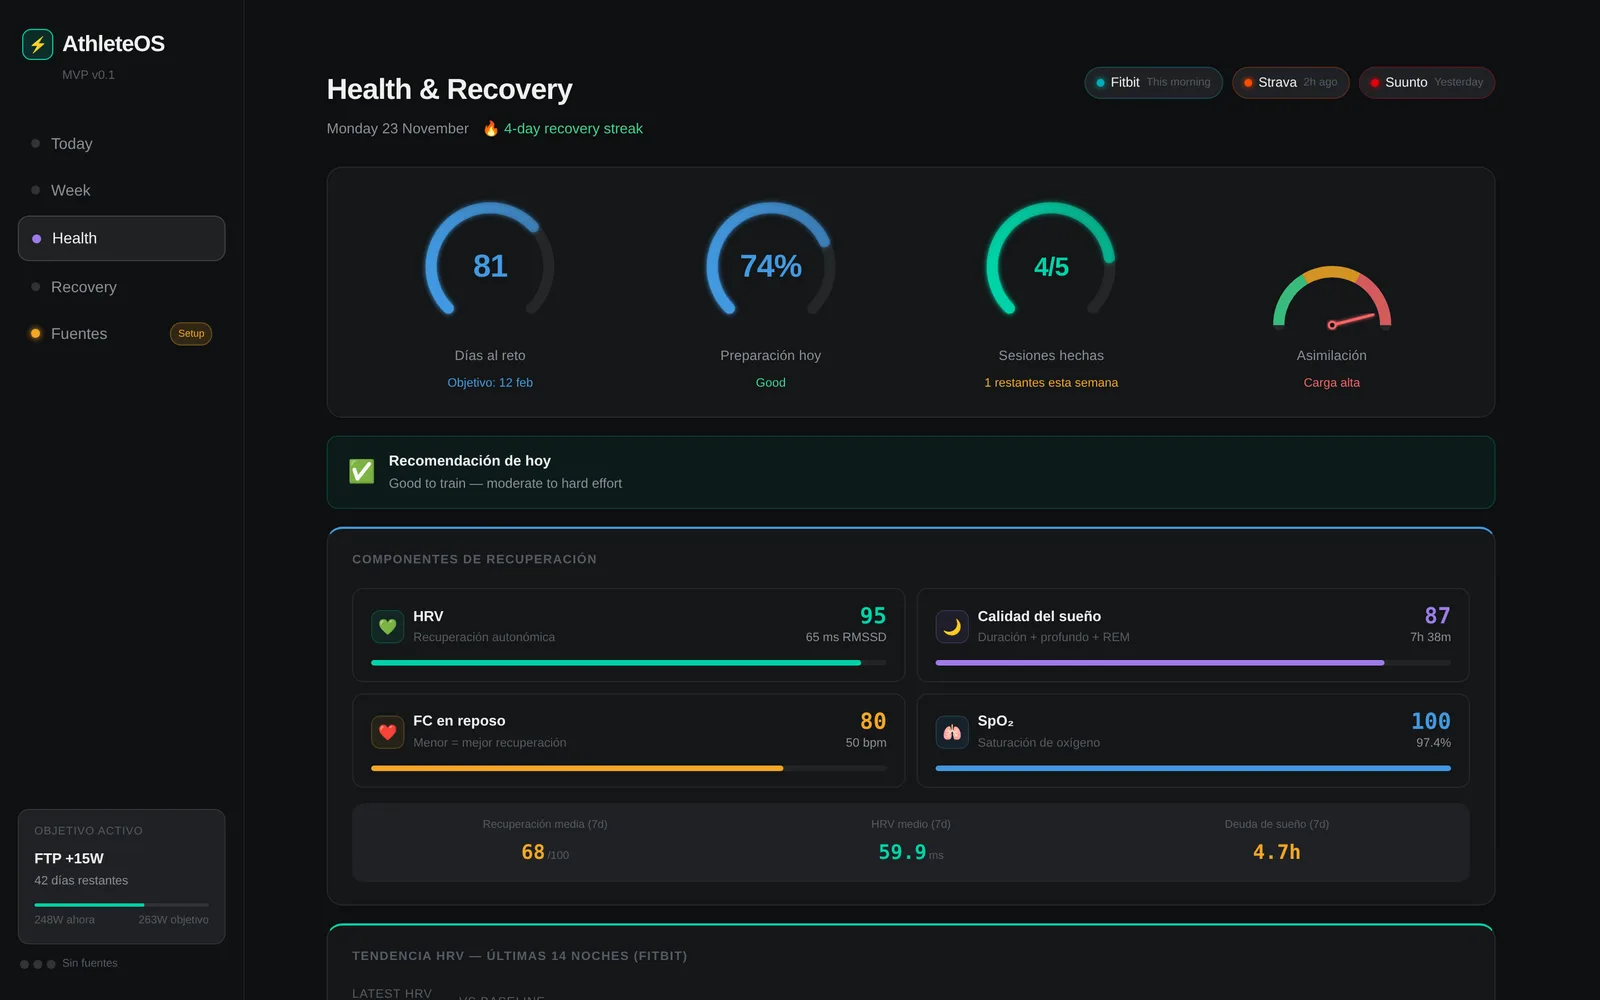 AthleteOS
MVP v0.1
Today
Week
Health
Recovery
Fuentes
Setup
OBJETIVO ACTIVO
FTP +15W
42 días restantes
248W ahora
263W objetivo
Sin fuentes
Health & Recovery
Monday 23 November
4-day recovery streak
Fitbit This morning
Strava 2h ago
Suunto Yesterday
81
Días al reto
Objetivo: 12 feb
74%
Preparación hoy
Good
4/5
Sesiones hechas
1 restantes esta semana
Asimilación
Carga alta
Recomendación de hoy
Good to train — moderate to hard effort
COMPONENTES DE RECUPERACIÓN
HRV
Recuperación autonómica
95
65 ms RMSSD
Calidad del sueño
Duración + profundo + REM
87
7h 38m
FC en reposo
Menor = mejor recuperación
80
50 bpm
SpO₂
Saturación de oxígeno
100
97.4%
Recuperación media (7d)
68 /100
HRV medio (7d)
59.9 ms
Deuda de sueño (7d)
4.7h
TENDENCIA HRV — ÚLTIMAS 14 NOCHES (FITBIT)
LATEST HRV
VS BASELINE